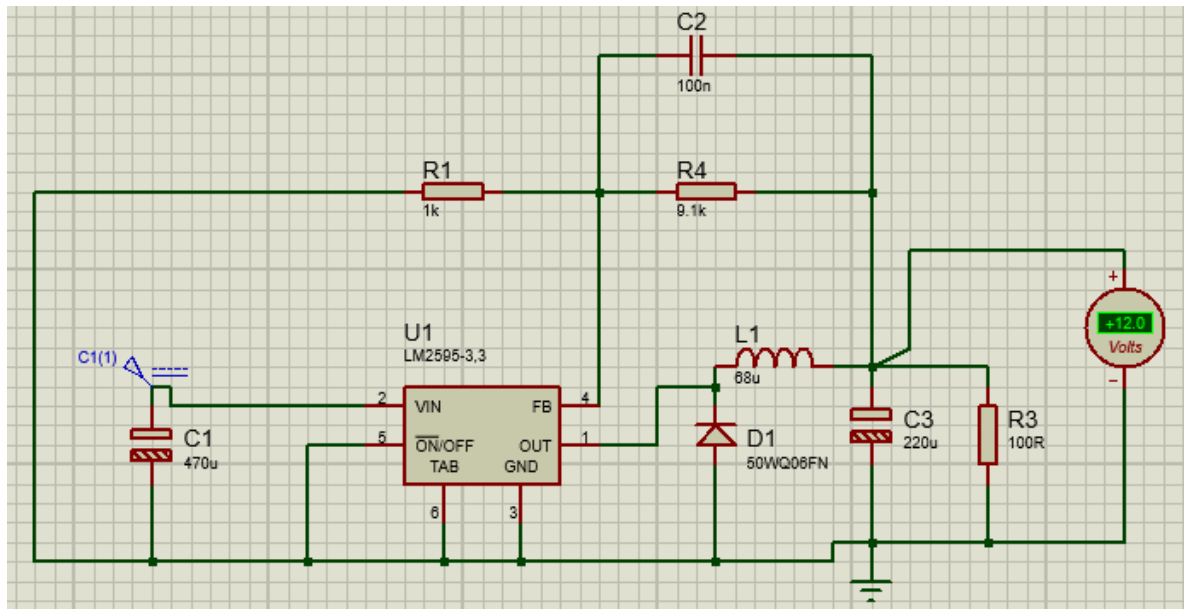 C2
100n
R1
1k
R4
9.1k
U1
LM2595-3,3
C1(1)
2
VIN
FB
4
5
ON/OFF
OUT
1
TAB
GND
6
3
C1
470u
L1
68u
D1
50WQ06FN
C3
220u
R3
100R
+
+12.0
Volts
−